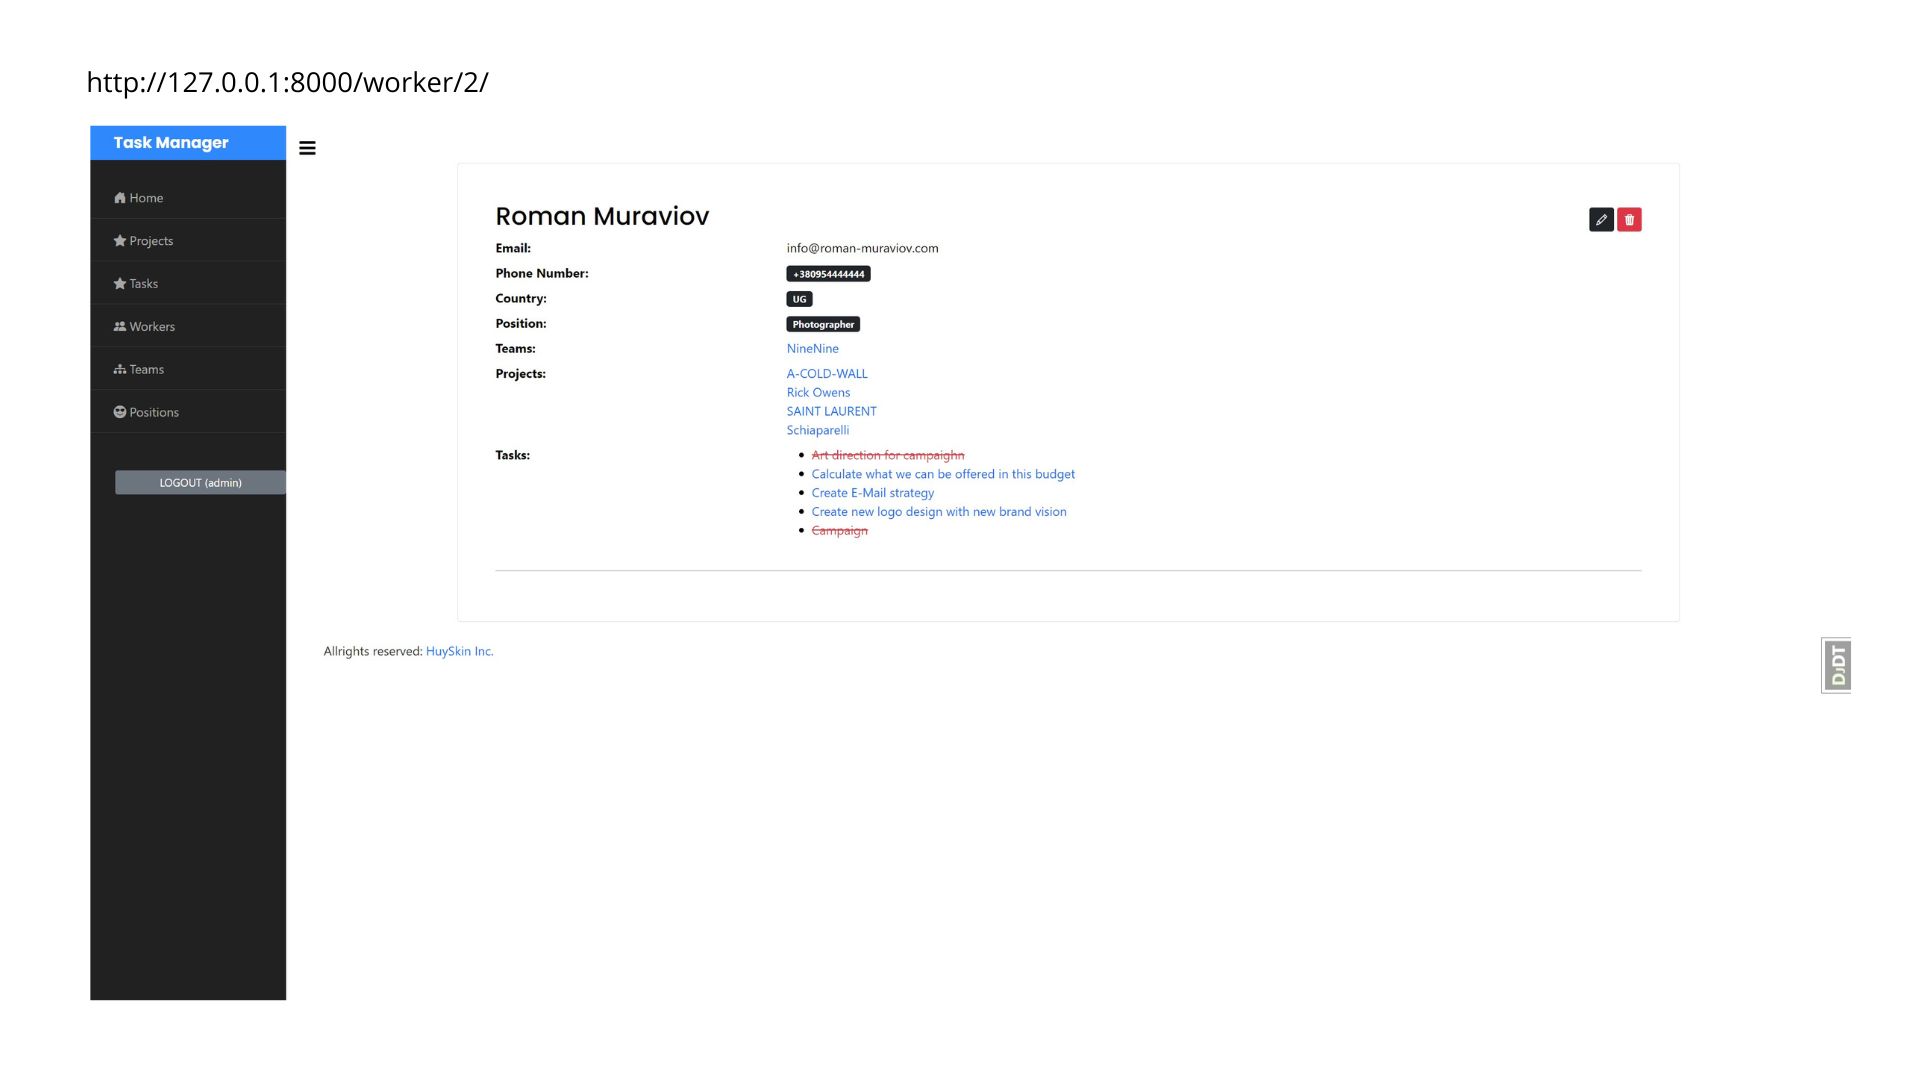 http://127.0.0.1:8000/worker/2/
Task Manager
Home
Projects
Tasks
Workers
Teams
Positions
LOGOUT (admin)
Roman Muraviov
Email: info@roman-muraviov.com
Phone Number: +380954444444
Country: UG
Position: Photographer
Teams: NineNine
Projects: A-COLD-WALL
Rick Owens
SAINT LAURENT
Schiaparelli
Tasks: Art direction for campaighn
Calculate what we can be offered in this budget
Create E-Mail strategy
Create new logo design with new brand vision
Campaign
Allrights reserved: HuySkin Inc.
DJDT